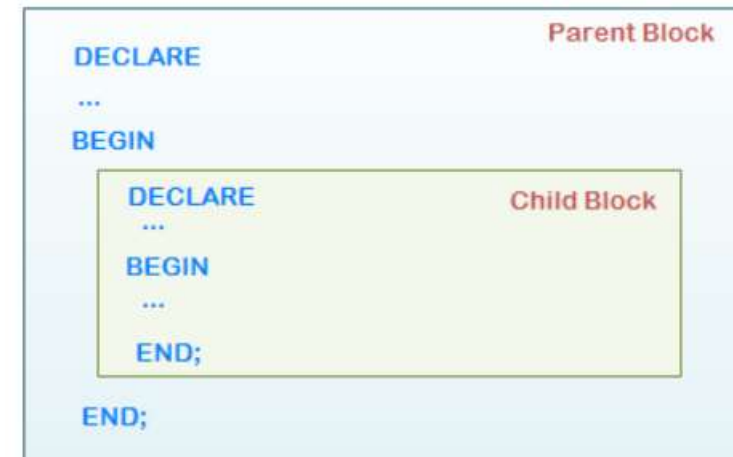 Parent Block
DECLARE
...
BEGIN
DECLARE
Child Block
...
BEGIN
...
END;
END;